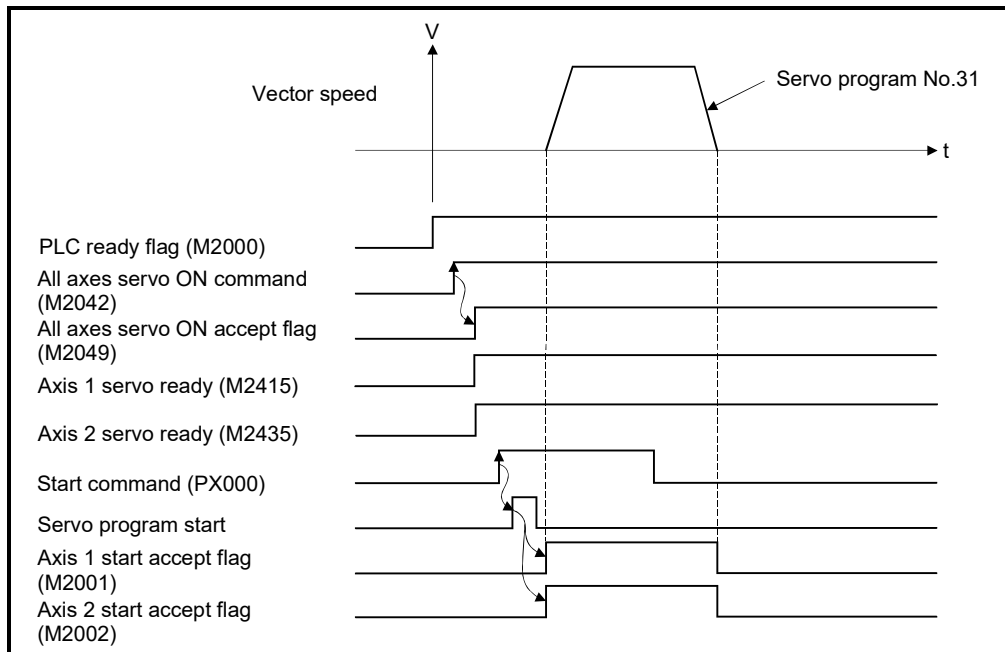 V
Vector speed
Servo program No.31
t
PLC ready flag (M2000)
All axes servo ON command
(M2042)
All axes servo ON accept flag
(M2049)
Axis 1 servo ready (M2415)
Axis 2 servo ready (M2435)
Start command (PX000)
Servo program start
Axis 1 start accept flag
(M2001)
Axis 2 start accept flag
(M2002)